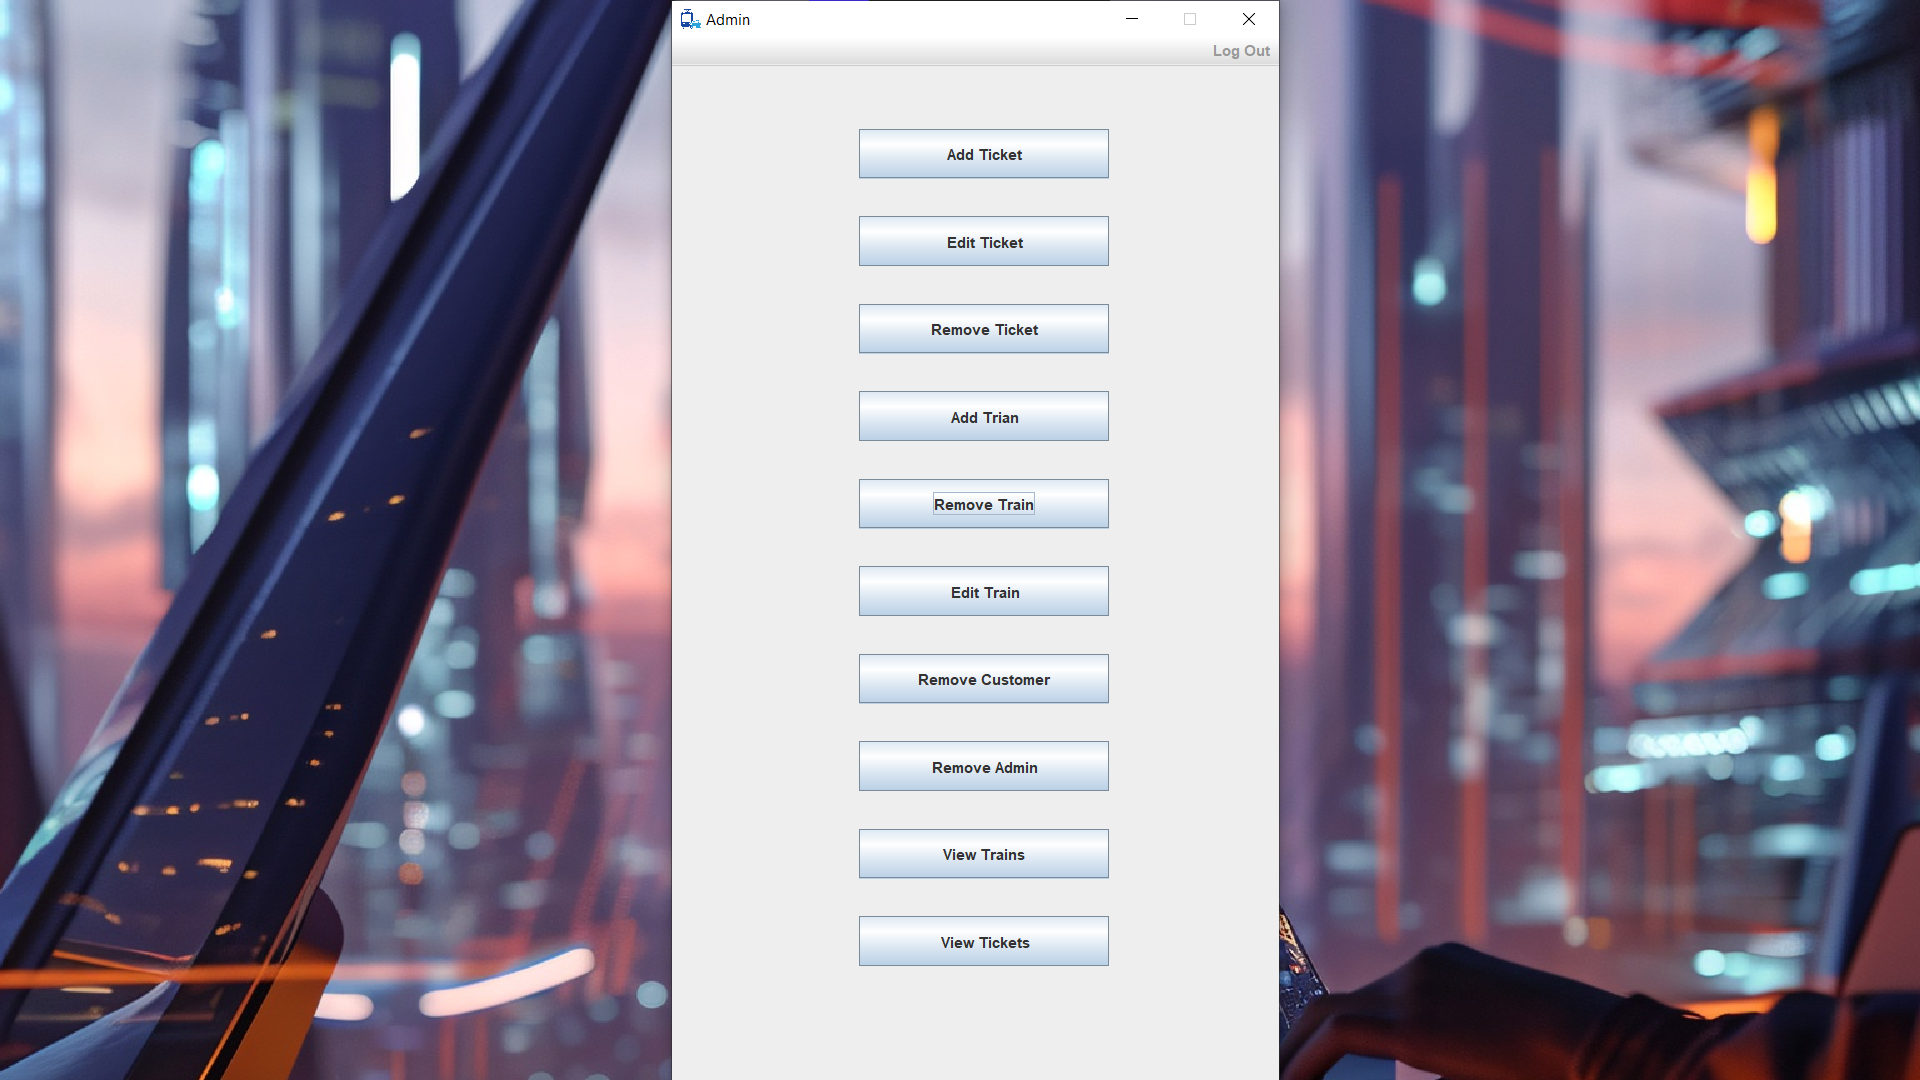 Admin
Log Out
Add Ticket
Edit Ticket
Remove Ticket
Add Trian
Remove Train
Edit Train
Remove Customer
Remove Admin
View Trains
View Tickets